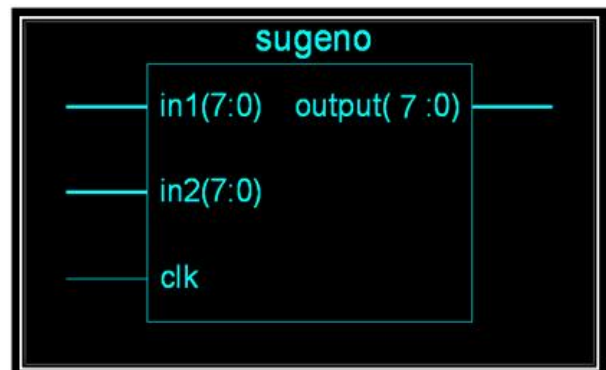 sugeno
in1(7:0) output( 7 :0)
in2(7:0)
clk